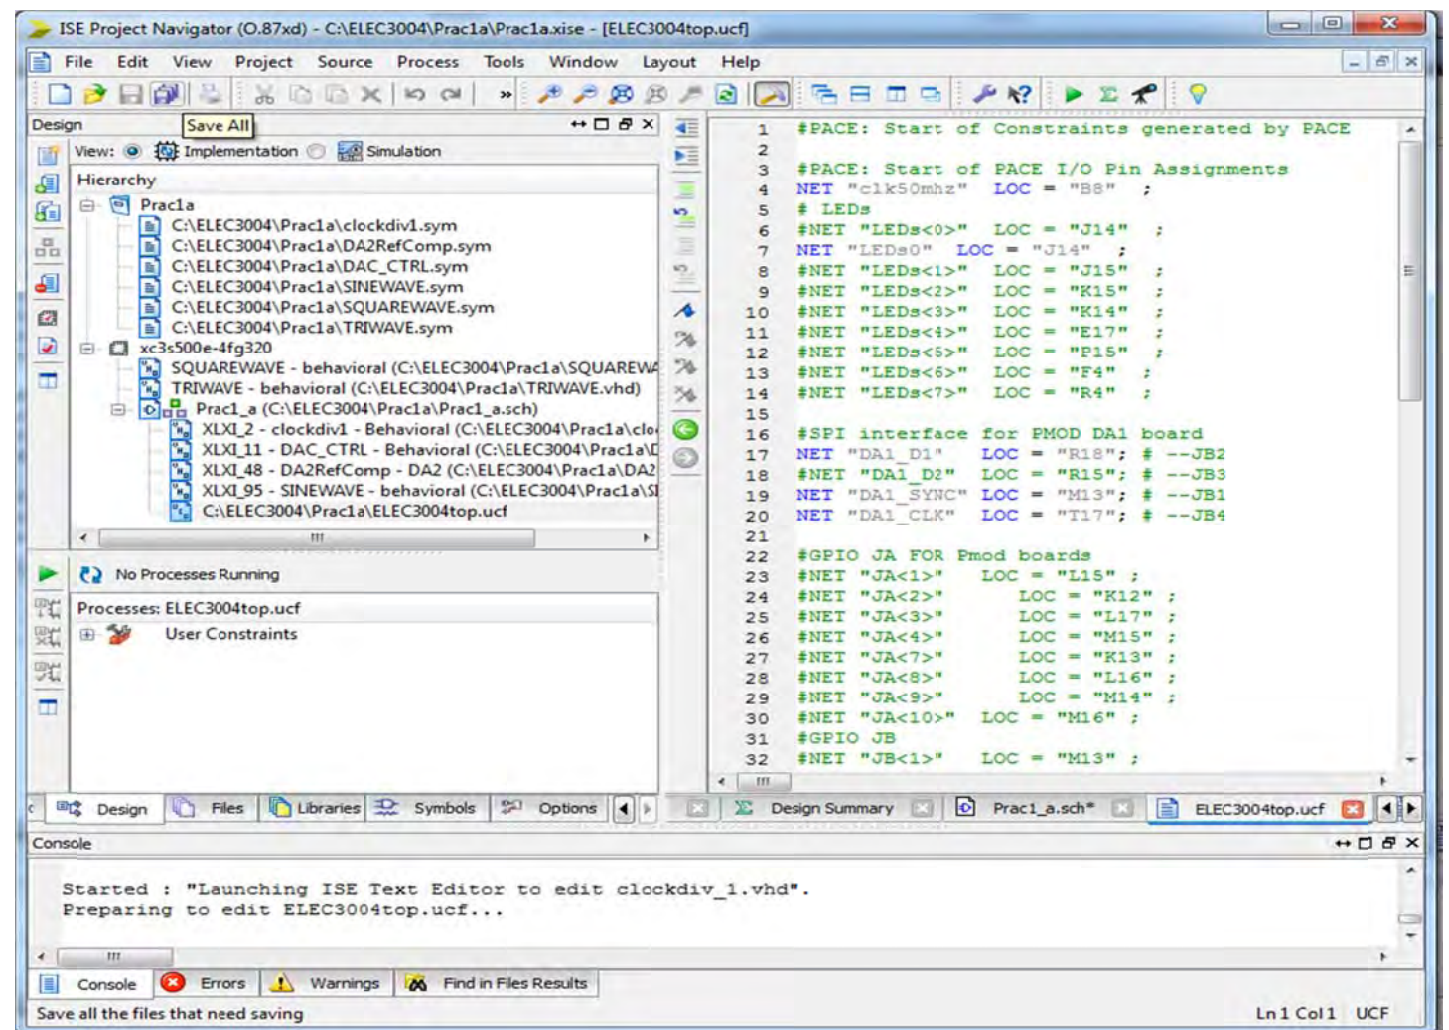 ISE Project Navigator (O.87xd) - C:\ELEC3004\Prac1a\Prac1a.xise - [ELEC3004top.ucf]
File Edit View Project Source Process Tools Window Layout Help
Design
Save All
View: Implementation Simulation
Hierarchy
Prac1a
C:\ELEC3004\Prac1a\clockdiv1.sym
C:\ELEC3004\Prac1a\DA2RefComp.sym
C:\ELEC3004\Prac1a\DAC_CTRL.sym
C:\ELEC3004\Prac1a\SINEWAVE.sym
C:\ELEC3004\Prac1a\SQUAREWAVE.sym
C:\ELEC3004\Prac1a\TRIWAVE.sym
xc3s500e-4fg320
SQUAREWAVE - behavioral (C:\ELEC3004\Prac1a\SQUAREWA
TRIWAVE - behavioral (C:\ELEC3004\Prac1a\TRIWAVE.vhd)
Prac1_a (C:\ELEC3004\Prac1a\Prac1_a.sch)
XLXI_2 - clockdiv1 - Behavioral (C:\ELEC3004\Prac1a\cloc
XLXI_11 - DAC_CTRL - Behavioral (C:\ELEC3004\Prac1a\D
XLXI_48 - DA2RefComp - DA2 (C:\ELEC3004\Prac1a\DA2
XLXI_95 - SINEWAVE - behavioral (C:\ELEC3004\Prac1a\SI
C:\ELEC3004\Prac1a\ELEC3004top.ucf
No Processes Running
Processes: ELEC3004top.ucf
User Constraints
Design Files Libraries Symbols Options
1 #PACE: Start of Constraints generated by PACE
2
3 #PACE: Start of PACE I/O Pin Assignments
4 NET "clk50mhz" LOC = "B8" ;
5 # LEDs
6 #NET "LEDs<0>" LOC = "J14" ;
7 NET "LEDs0" LOC = "J14" ;
8 #NET "LEDs<1>" LOC = "J15" ;
9 #NET "LEDs<2>" LOC = "K15" ;
10 #NET "LEDs<3>" LOC = "K14" ;
11 #NET "LEDs<4>" LOC = "E17" ;
12 #NET "LEDs<5>" LOC = "P15" ;
13 #NET "LEDs<6>" LOC = "F4" ;
14 #NET "LEDs<7>" LOC = "R4" ;
15
16 #SPI interface for PMOD DA1 board
17 NET "DA1_D1" LOC = "R18"; # --JB2
18 #NET "DA1_D2" LOC = "R15"; # --JB3
19 NET "DA1_SYNC" LOC = "M13"; # --JB1
20 NET "DA1_CLK" LOC = "T17"; # --JB4
21
22 #GPIO JA FOR Pmod boards
23 #NET "JA<1>" LOC = "L15" ;
24 #NET "JA<2>" LOC = "K12" ;
25 #NET "JA<3>" LOC = "L17" ;
26 #NET "JA<4>" LOC = "M15" ;
27 #NET "JA<7>" LOC = "K13" ;
28 #NET "JA<8>" LOC = "L16" ;
29 #NET "JA<9>" LOC = "M14" ;
30 #NET "JA<10>" LOC = "M16" ;
31 #GPIO JB
32 #NET "JB<1>" LOC = "M13" ;
Design Summary Prac1_a.sch* ELEC3004top.ucf
Console
Started : "Launching ISE Text Editor to edit clockdiv_1.vhd".
Preparing to edit ELEC3004top.ucf...
Console Errors Warnings Find in Files Results
Save all the files that need saving
Ln 1 Col 1 UCF